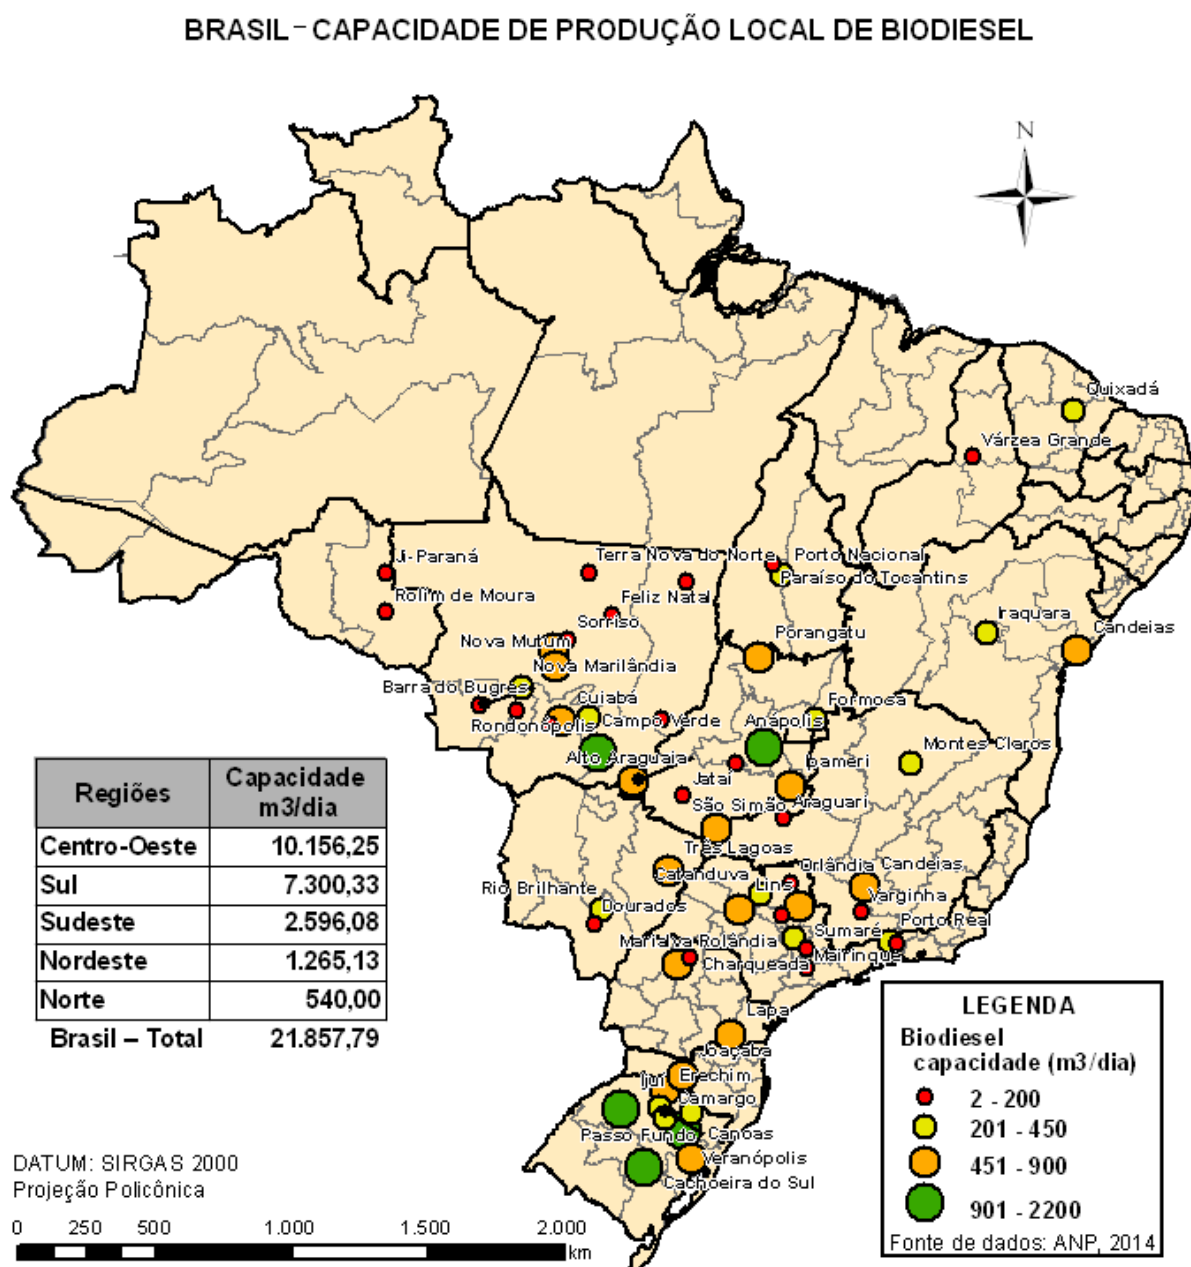 BRASIL – CAPACIDADE DE PRODUÇÃO LOCAL DE BIODIESEL
N
Quixadá
Várzea Grande
Ji-Paraná
Terra Nova do Norte
Porto Nacional
Paraíso do Tocantins
Rolim de Moura
Feliz Natal
Sorriso
Iraquara
Candeias
Nova Mutum
Porangatu
Nova Marilândia
Barra do Bugres
Cuiabá
Formosa
Rondonópolis
Campo Verde
Anápolis
Alto Araguaia
Ipameri
Montes Claros
Jataí
São Simão
Araguari
Três Lagoas
Orlândia
Candeias
Catanduva
Lins
Rio Brilhante
Varginha
Dourados
Porto Real
Sumaré
Marialva
Rolândia
Mairinque
Charqueada
Lapa
Joaçaba
Ijuí
Erechim
Camargo
Passo Fundo
Canoas
Veranópolis
Cachoeira do Sul
Regiões Capacidade m3/dia
Centro-Oeste 10.156,25
Sul 7.300,33
Sudeste 2.596,08
Nordeste 1.265,13
Norte 540,00
Brasil – Total 21.857,79
LEGENDA
Biodiesel
capacidade (m3/dia)
2 - 200
201 - 450
451 - 900
901 - 2200
Fonte de dados: ANP, 2014
DATUM: SIRGAS 2000
Projeção Policônica
0 250 500 1.000 1.500 2.000
km